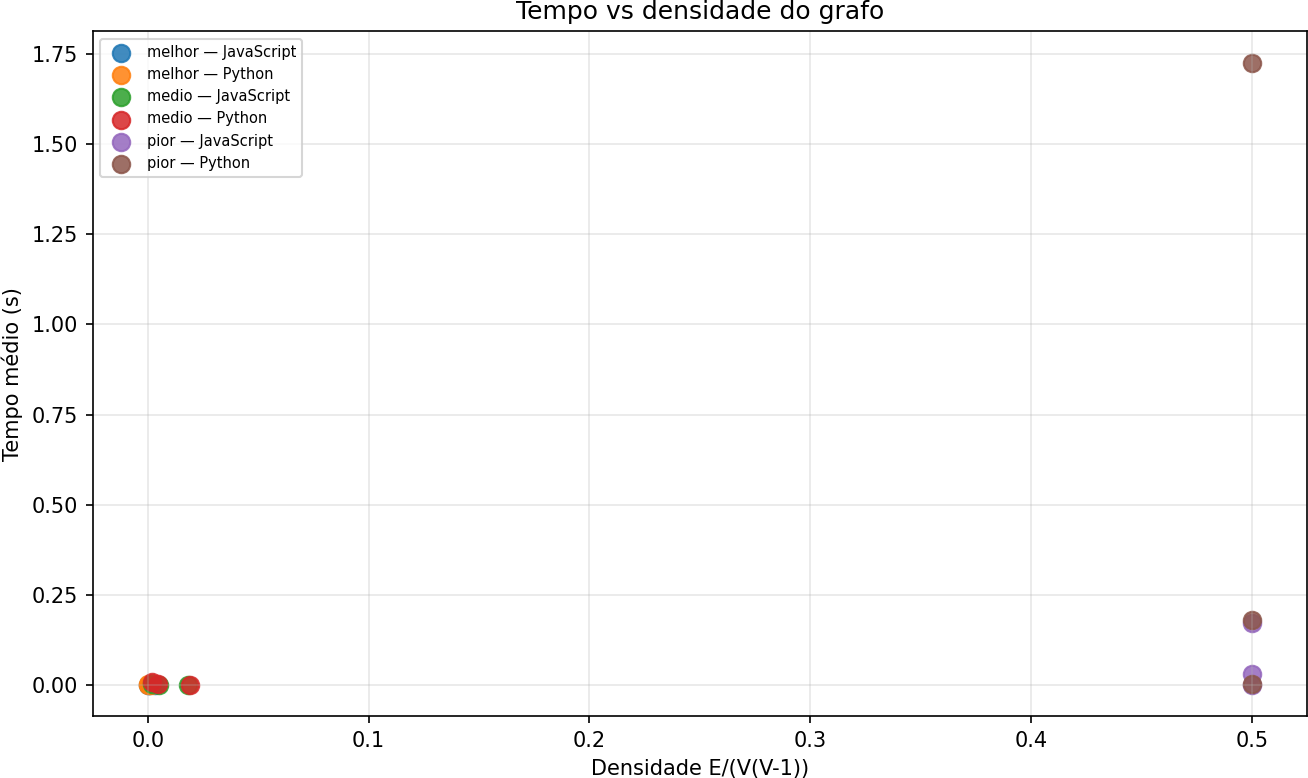 Tempo vs densidade do grafo
Tempo médio (s)
1.75
1.50
1.25
1.00
0.75
0.50
0.25
0.00
melhor — JavaScript
melhor — Python
medio — JavaScript
medio — Python
pior — JavaScript
pior — Python
0.0
0.1
0.2
0.3
0.4
0.5
Densidade E/(V(V-1))